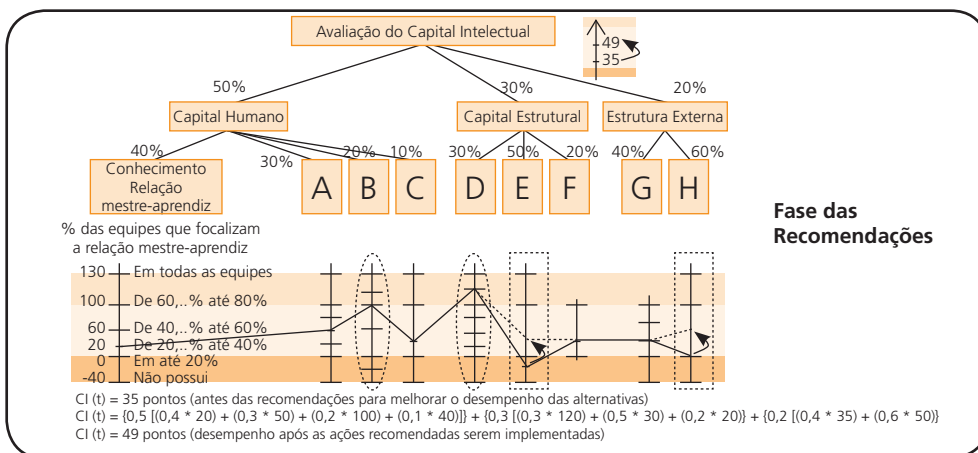 Avaliação do Capital Intelectual
49
35
50%
30%
20%
Capital Humano
Capital Estrutural
Estrutura Externa
40%
30%
20%
10%
30%
50%
20%
40%
60%
Conhecimento
Relação
mestre-aprendiz
A
B
C
D
E
F
G
H
% das equipes que focalizam
a relação mestre-aprendiz
Fase das
Recomendações
130 Em todas as equipes
100 De 60,..% até 80%
60 De 40,..% até 60%
20 De 20,..% até 40%
0 Em até 20%
-40 Não possui
CI (t) = 35 pontos (antes das recomendações para melhorar o desempenho das alternativas)
CI (t) = {0,5 [(0,4 * 20) + (0,3 * 50) + (0,2 * 100) + (0,1 * 40)]} + {0,3 [(0,3 * 120) + (0,5 * 30) + (0,2 * 20)} + {0,2 [(0,4 * 35) + (0,6 * 50)}
CI (t) = 49 pontos (desempenho após as ações recomendadas serem implementadas)